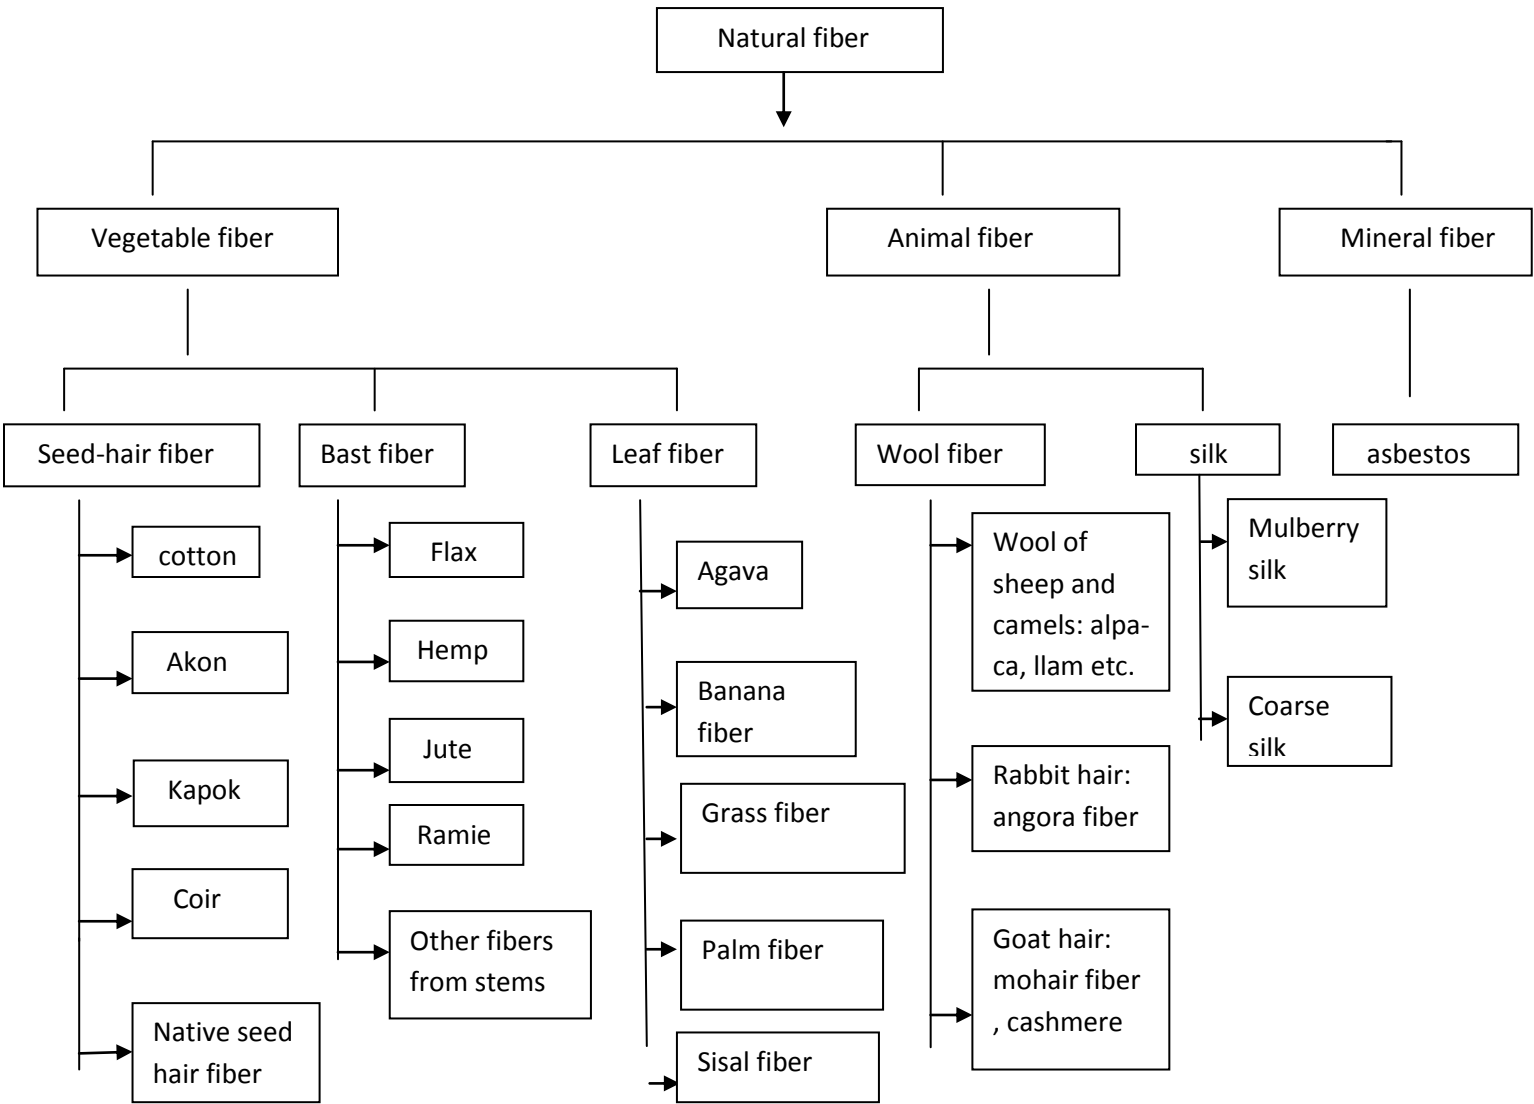 Natural fiber
Vegetable fiber
Animal fiber
Mineral fiber
Seed-hair fiber
Bast fiber
Leaf fiber
Wool fiber
silk
asbestos
cotton
Akon
Kapok
Coir
Native seed
hair fiber
Flax
Hemp
Jute
Ramie
Other fibers
from stems
Agava
Banana
fiber
Grass fiber
Palm fiber
Sisal fiber
Wool of
sheep and
camels: alpa-
ca, llam etc.
Rabbit hair:
angora fiber
Goat hair:
mohair fiber
, cashmere
Mulberry
silk
Coarse
silk